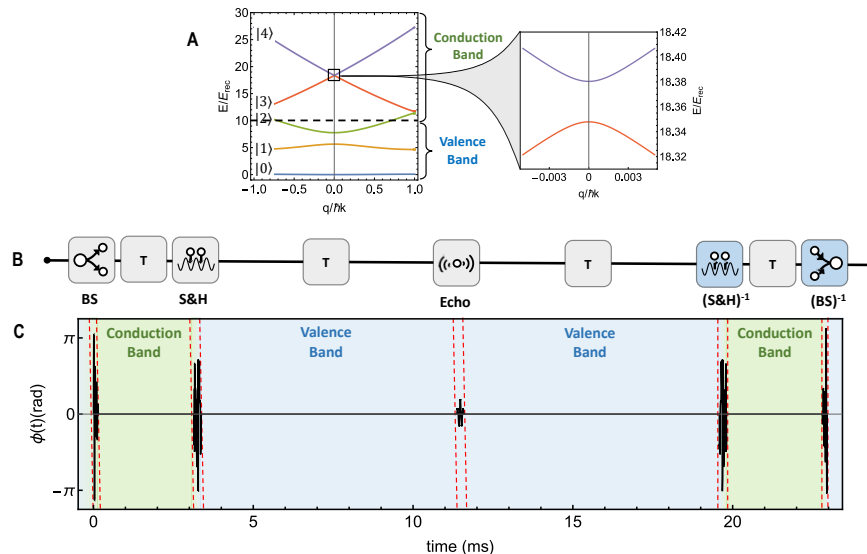 A
E/E_rec
30
25
20
15
10
5
0
|4⟩
|3⟩
|2⟩
|1⟩
|0⟩
-1.0
-0.5
0.0
0.5
1.0
q/ℏk
Conduction
Band
Valence
Band
18.42
18.40
18.38
18.36
18.34
18.32
E/E_rec
-0.003
0
0.003
q/ℏk
B
T
T
T
T
BS
S&H
Echo
(S&H)⁻¹
(BS)⁻¹
C
ϕ(t)(rad)
π
0
-π
Conduction
Band
Valence
Band
Valence
Band
Conduction
Band
0
5
10
15
20
time (ms)